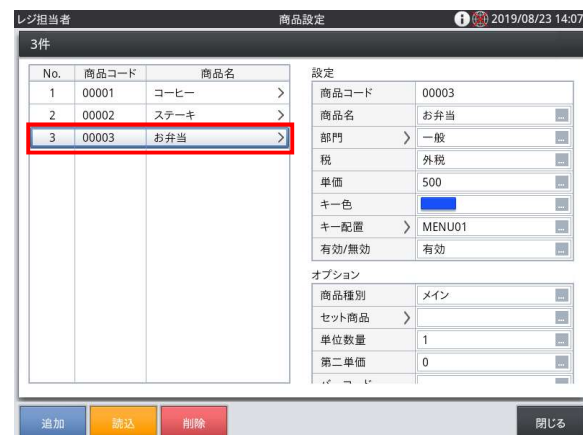 レジ担当者 商品設定 2019/08/23 14:07
3件
No. 商品コード 商品名
1 00001 コーヒー
2 00002 ステーキ
3 00003 お弁当
設定
商品コード 00003
商品名 お弁当
部門 一般
税 外税
単価 500
キー色
キー配置 MENU01
有効/無効 有効
オプション
商品種別 メイン
セット商品
単位数量 1
第二単価 0
追加 読込 削除 閉じる